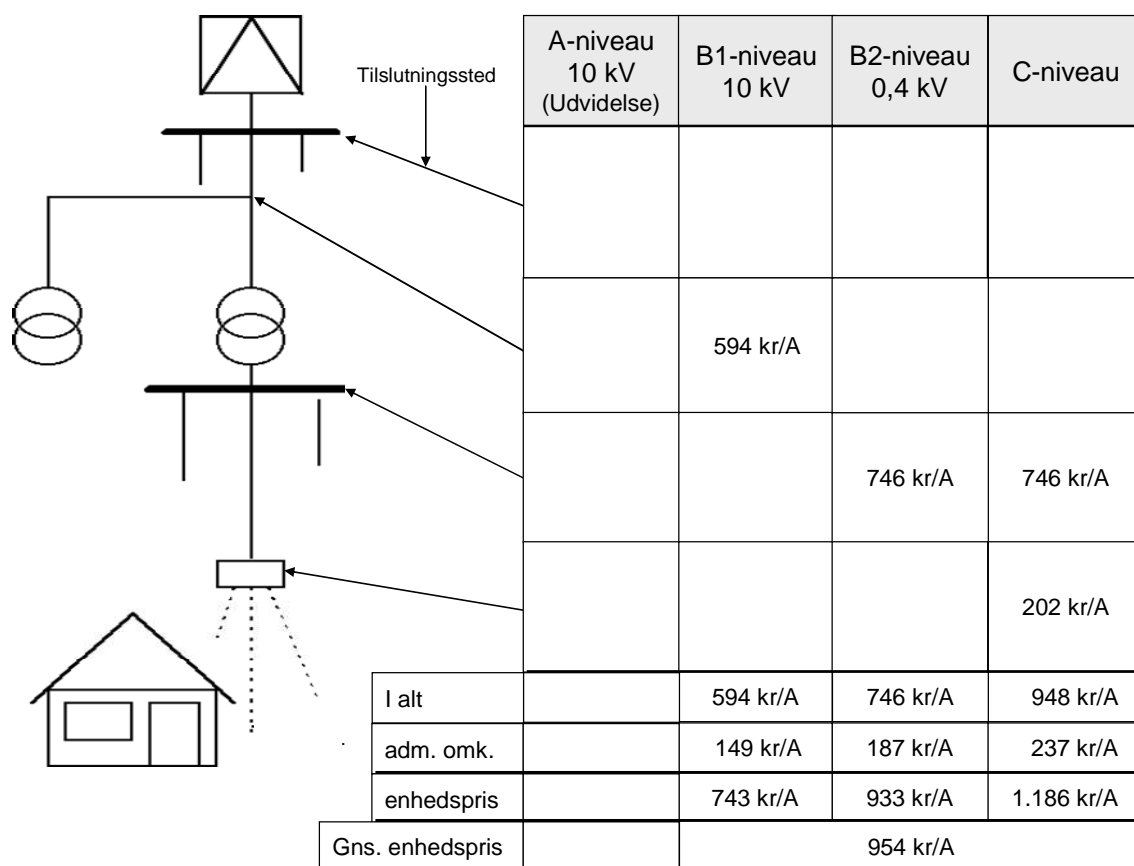 Tilslutningssted
A-niveau
10 kV
(Udvidelse)
B1-niveau
10 kV
B2-niveau
0,4 kV
C-niveau
594 kr/A
746 kr/A 746 kr/A
202 kr/A
I alt 594 kr/A 746 kr/A 948 kr/A
adm. omk. 149 kr/A 187 kr/A 237 kr/A
enhedspris 743 kr/A 933 kr/A 1.186 kr/A
Gns. enhedspris 954 kr/A